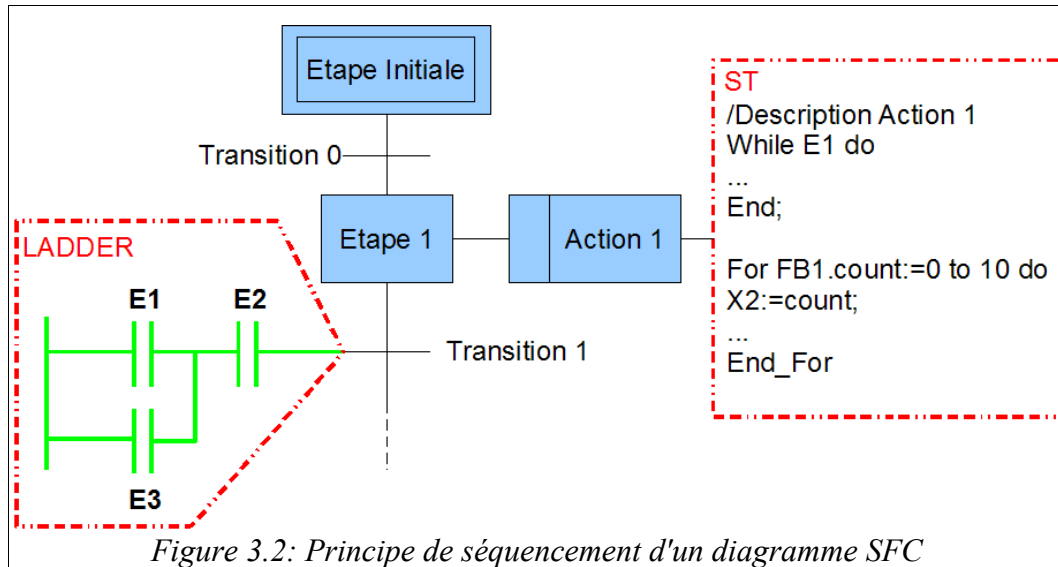 Etape Initiale
Transition 0
Etape 1
Action 1
ST
/Description Action 1
While E1 do
...
End;
For FB1.count:=0 to 10 do
X2:=count;
...
End_For
LADDER
E1
E2
E3
Transition 1
Figure 3.2: Principe de séquencement d'un diagramme SFC